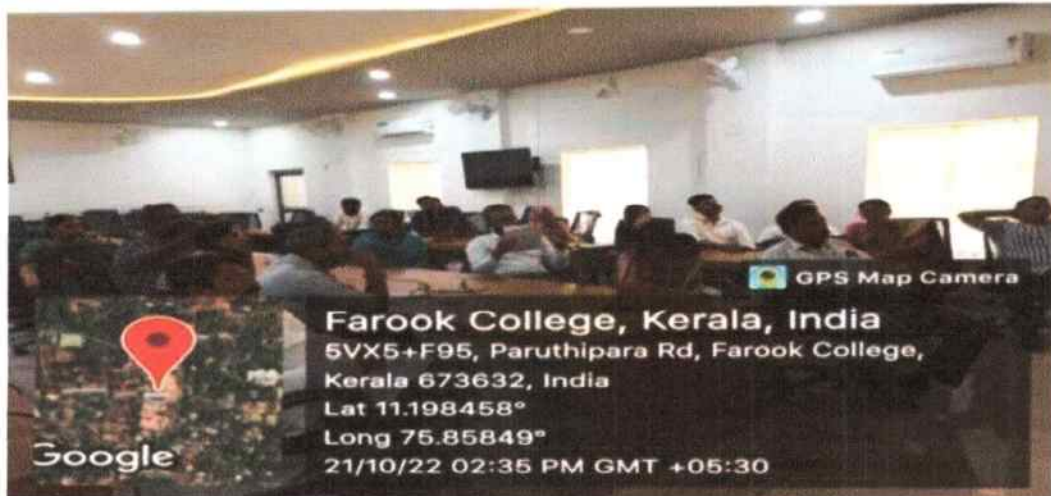 GPS Map Camera
Farook College, Kerala, India
5VX5+F95, Paruthipara Rd, Farook College,
Kerala 673632, India
Lat 11.198458°
Long 75.85849°
21/10/22 02:35 PM GMT +05:30
Google